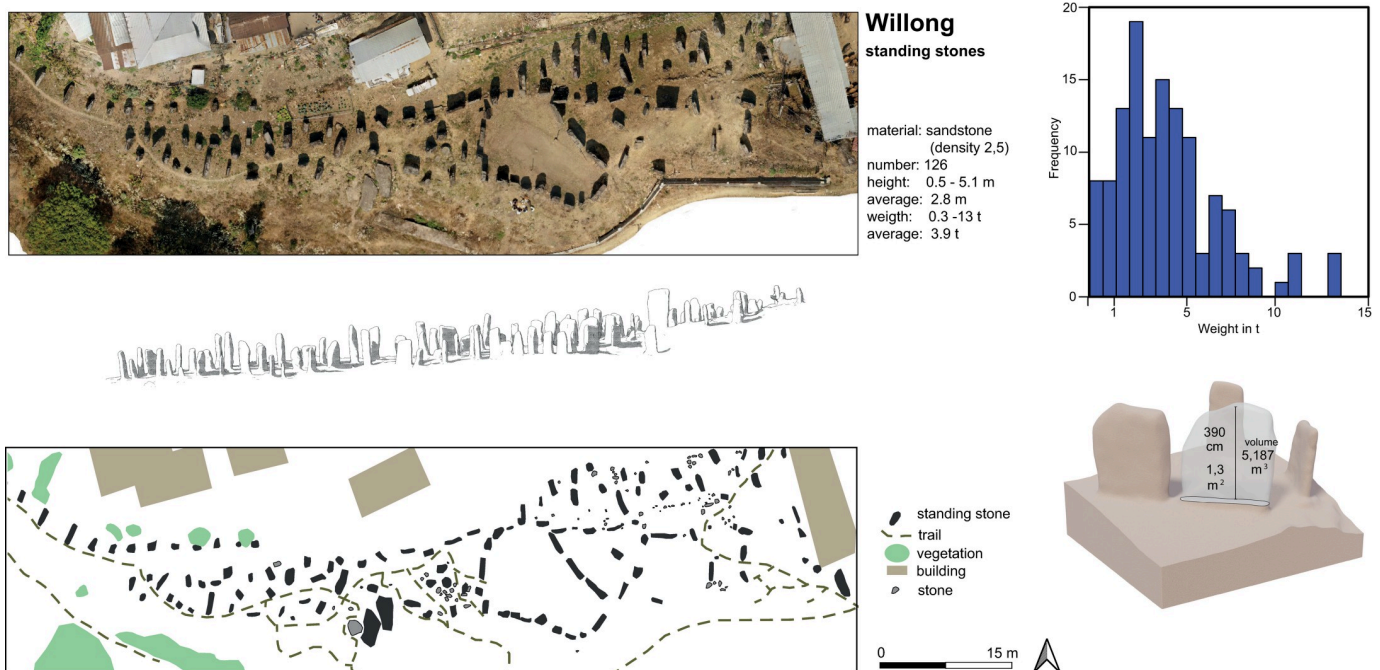 Willong
standing stones
material: sandstone
(density 2,5)
number: 126
height: 0.5 - 5.1 m
average: 2.8 m
weigth: 0.3 -13 t
average: 3.9 t
20
15
10
5
0
Frequency
1 5 10 15
Weight in t
390
cm
1,3
m²
volume
5,187
m³
standing stone
trail
vegetation
building
stone
0 15 m